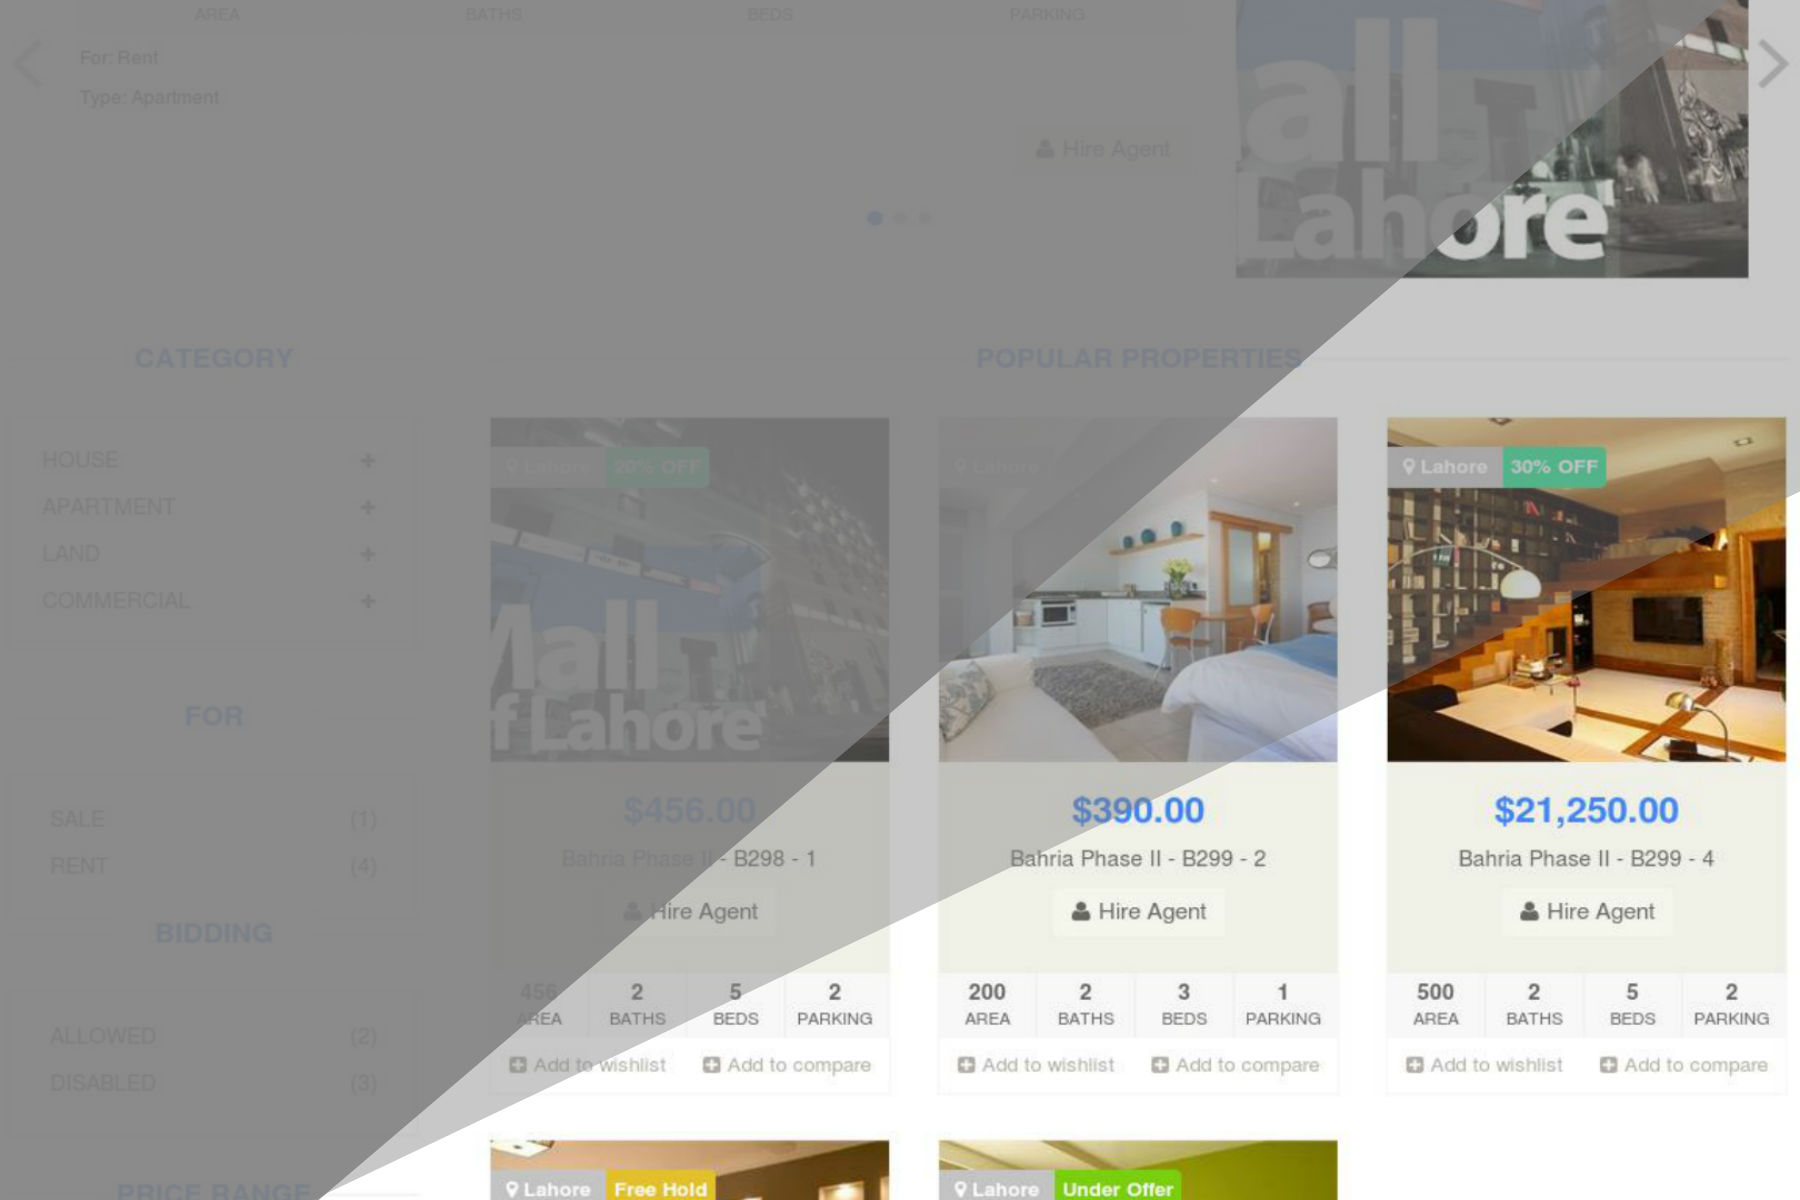 AREA BATHS BEDS PARKING
For: Rent
Type: Apartment
Hire Agent
all
Lahore
CATEGORY
HOUSE
APARTMENT
LAND
COMMERCIAL
FOR
SALE (1)
RENT (4)
BIDDING
ALLOWED (2)
DISABLED (3)
PRICE RANGE
POPULAR PROPERTIES
Lahore 20% OFF
Mall
f Lahore
$456.00
Bahria Phase II - B298 - 1
Hire Agent
456 2 5 2
AREA BATHS BEDS PARKING
Add to wishlist Add to compare
Lahore
$390.00
Bahria Phase II - B299 - 2
Hire Agent
200 2 3 1
AREA BATHS BEDS PARKING
Add to wishlist Add to compare
Lahore 30% OFF
$21,250.00
Bahria Phase II - B299 - 4
Hire Agent
500 2 5 2
AREA BATHS BEDS PARKING
Add to wishlist Add to compare
Lahore Free Hold
Lahore Under Offer